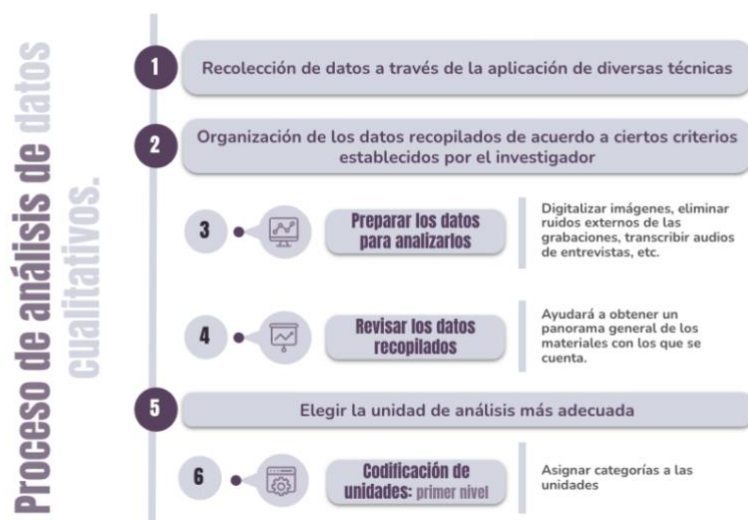 Proceso de análisis de datos
cualitativos.
1
Recolección de datos a través de la aplicación de diversas técnicas
2
Organización de los datos recopilados de acuerdo a ciertos criterios
establecidos por el investigador
3
Preparar los datos
para analizarlos
Digitalizar imágenes, eliminar
ruidos externos de las
grabaciones, transcribir audios
de entrevistas, etc.
4
Revisar los datos
recopilados
Ayudará a obtener un
panorama general de los
materiales con los que se
cuenta.
5
Elegir la unidad de análisis más adecuada
6
Codificación de
unidades: primer nivel
Asignar categorías a las
unidades